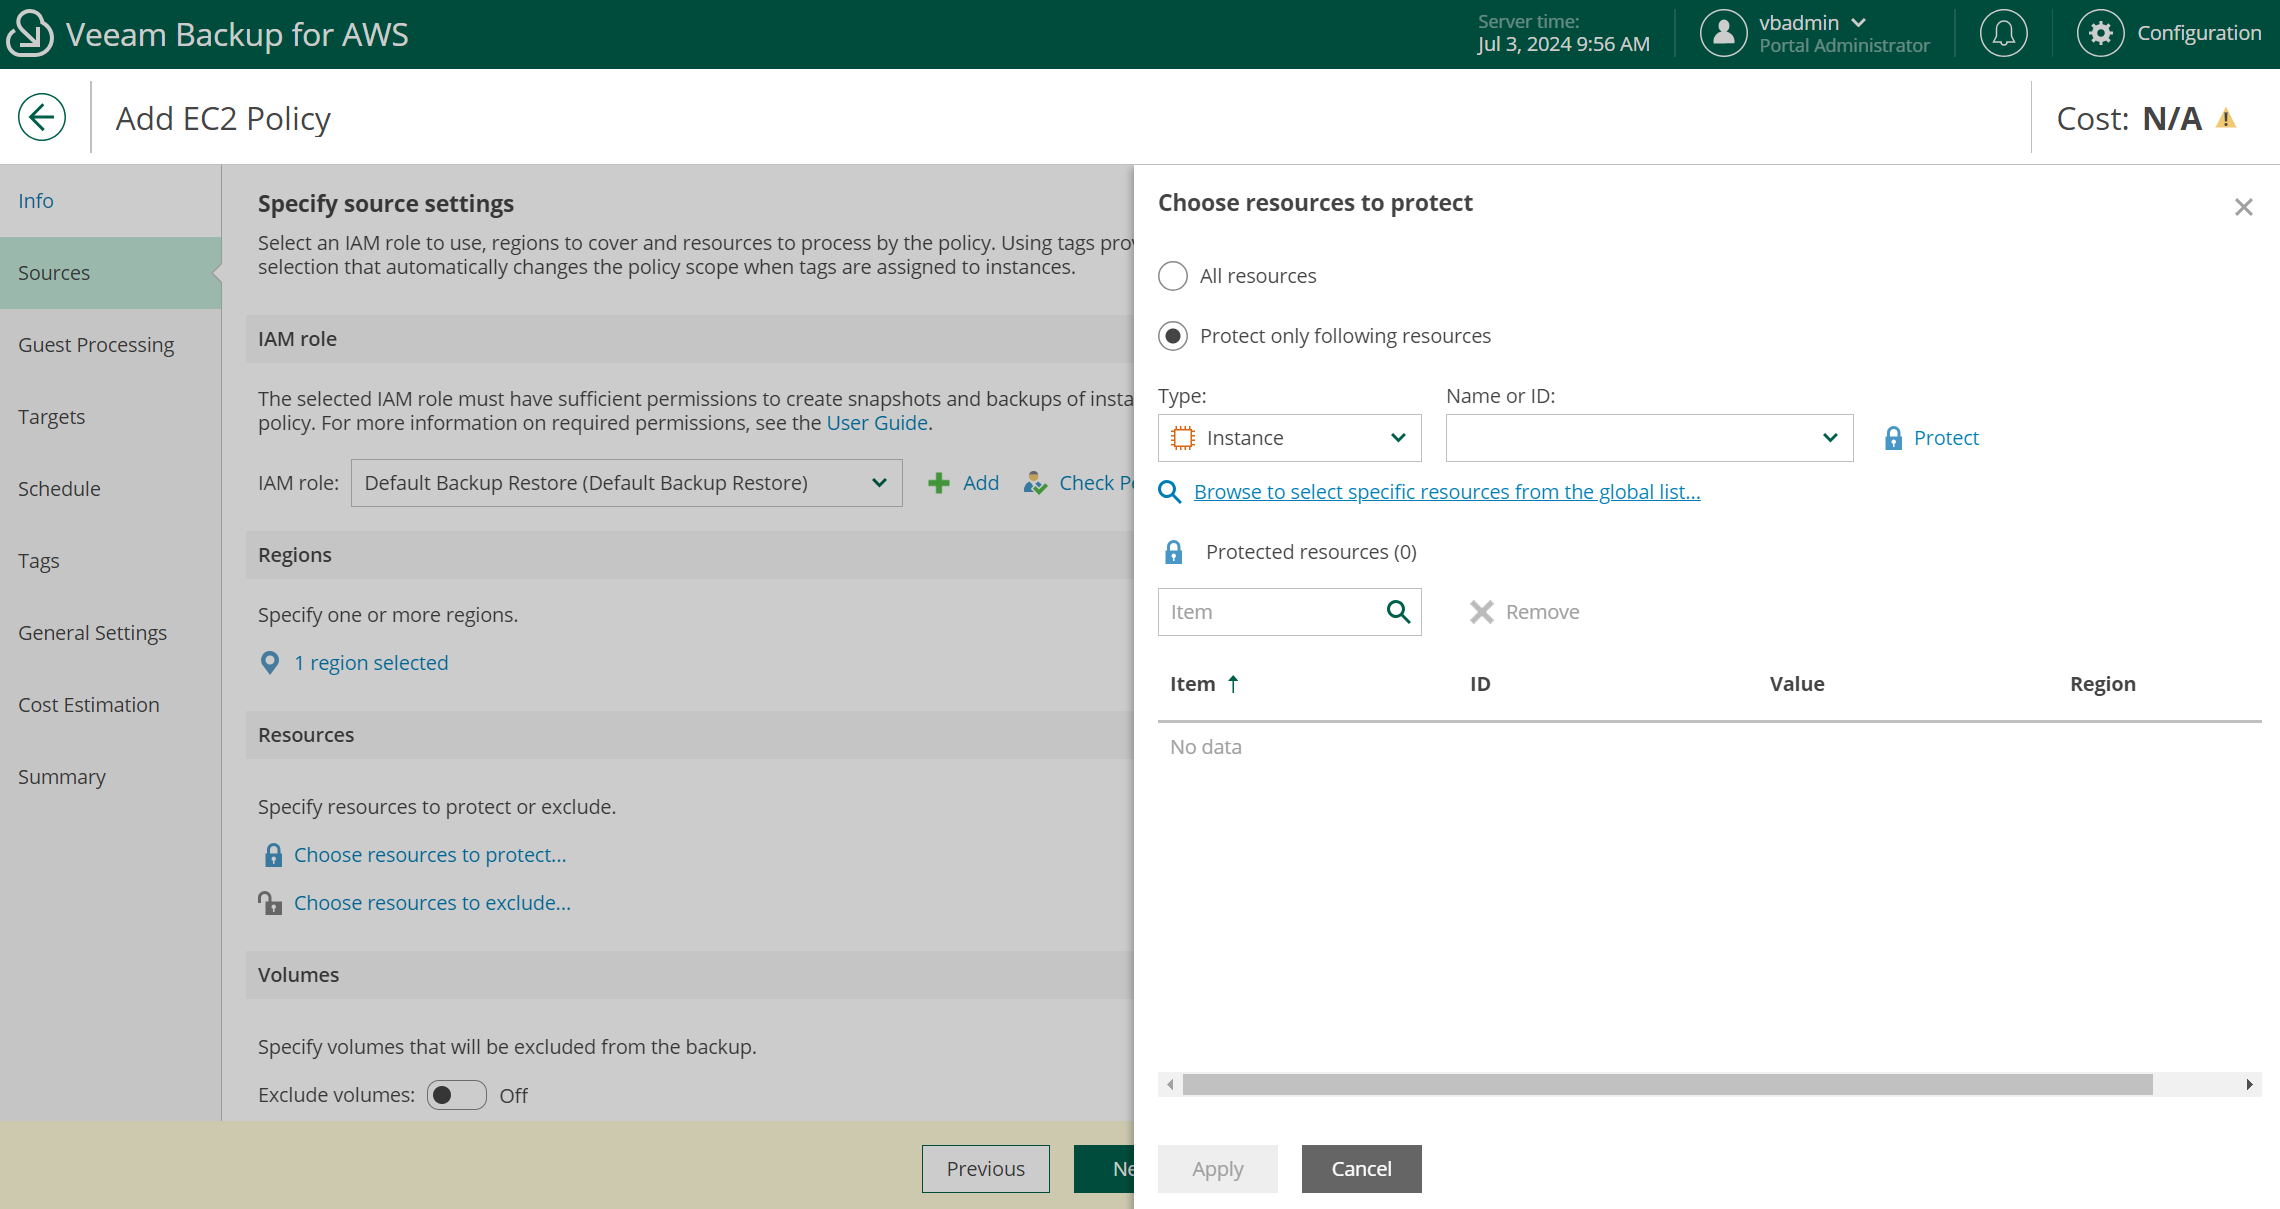 Veeam Backup for AWS
Server time:
Jul 3, 2024 9:56 AM
vbadmin
Portal Administrator
Configuration
Add EC2 Policy
Cost: N/A
Info
Sources
Guest Processing
Targets
Schedule
Tags
General Settings
Cost Estimation
Summary
Specify source settings
Select an IAM role to use, regions to cover and resources to process by the policy. Using tags prov
selection that automatically changes the policy scope when tags are assigned to instances.
IAM role
The selected IAM role must have sufficient permissions to create snapshots and backups of insta
policy. For more information on required permissions, see the User Guide.
IAM role: Default Backup Restore (Default Backup Restore) Add Check Pe
Regions
Specify one or more regions.
1 region selected
Resources
Specify resources to protect or exclude.
Choose resources to protect...
Choose resources to exclude...
Volumes
Specify volumes that will be excluded from the backup.
Exclude volumes: Off
Previous Ne
Choose resources to protect
All resources
Protect only following resources
Type: Name or ID:
Instance Protect
Browse to select specific resources from the global list...
Protected resources (0)
Item Remove
Item ID Value Region
No data
Apply Cancel